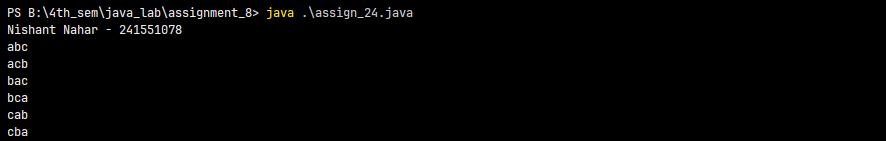 PS B:\4th_sem\java_lab\assignment_8> java .\assign_24.java
Nishant Nahar - 241551078
abc
acb
bac
bca
cab
cba